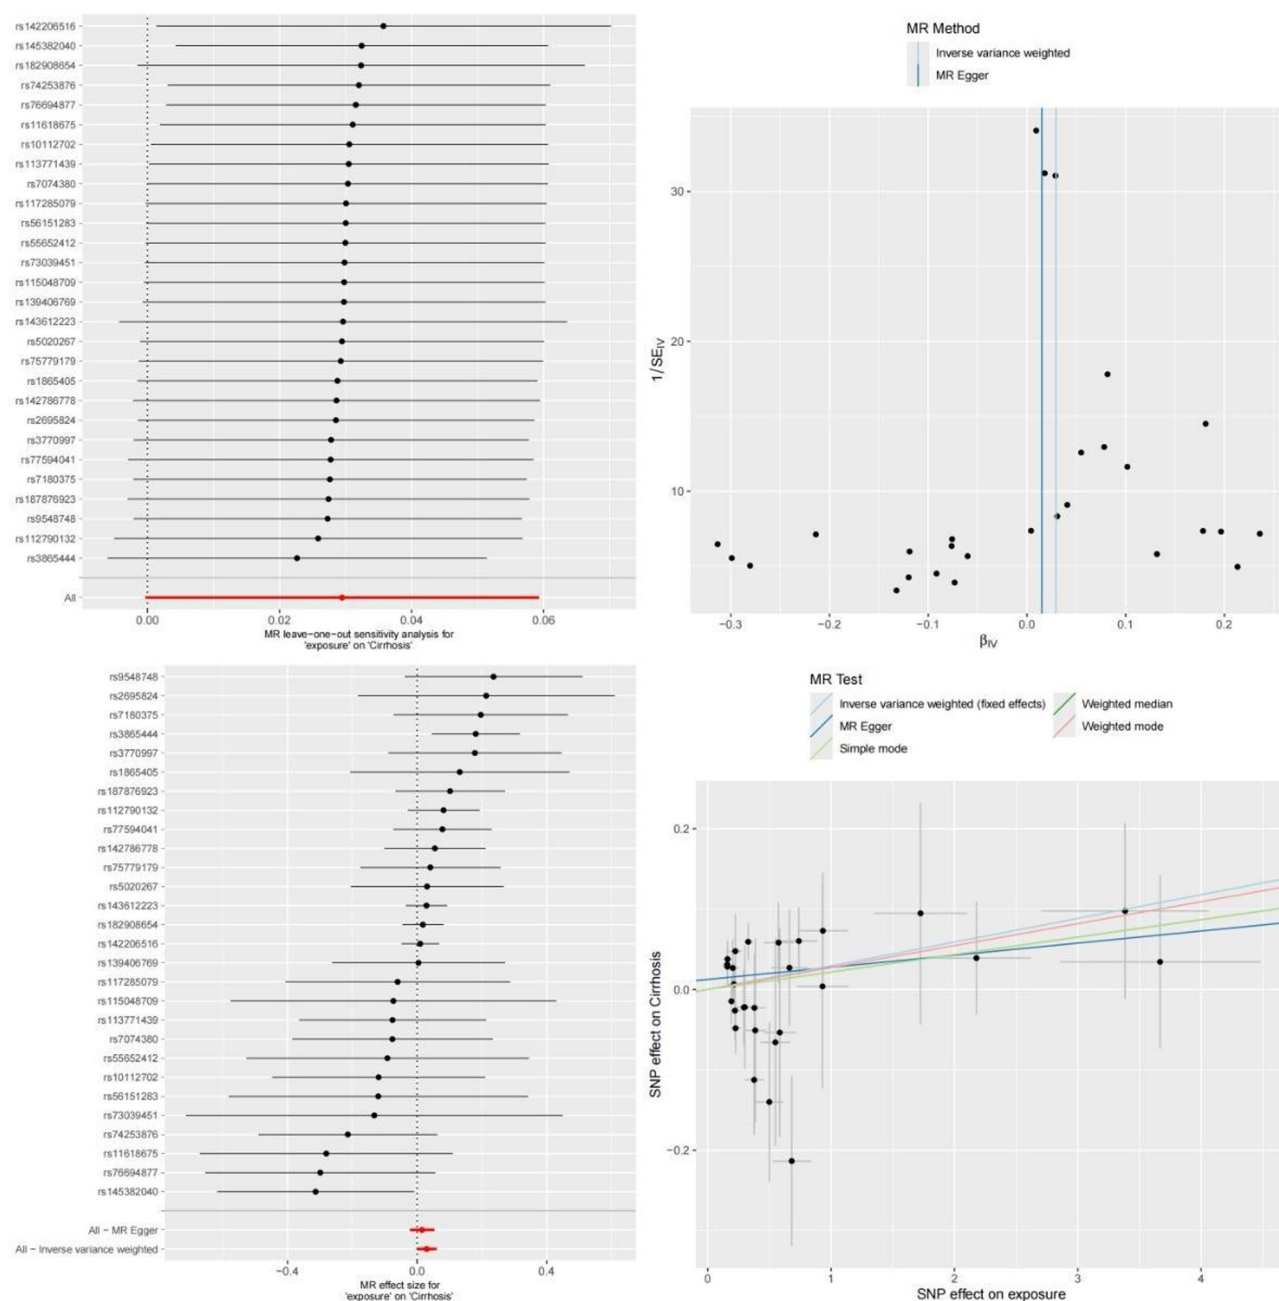 rs142206516
rs145382040
rs182908654
rs74253876
rs76694877
rs11618675
rs10112702
rs113771439
rs7074380
rs117285079
rs56151283
rs55652412
rs73039451
rs115048709
rs139406769
rs143612223
rs5020267
rs75779179
rs1865405
rs142786778
rs2695824
rs3770997
rs77594041
rs7180375
rs187876923
rs9548748
rs112790132
rs3865444
All
0.00 0.02 0.04 0.06
MR leave−one−out sensitivity analysis for
'exposure' on 'Cirrhosis'
MR Method
Inverse variance weighted
MR Egger
1/SE_IV
30
20
10
−0.3 −0.2 −0.1 0.0 0.1 0.2
β_IV
rs9548748
rs2695824
rs7180375
rs3865444
rs3770997
rs1865405
rs187876923
rs112790132
rs77594041
rs142786778
rs75779179
rs5020267
rs143612223
rs182908654
rs142206516
rs139406769
rs117285079
rs115048709
rs113771439
rs7074380
rs55652412
rs10112702
rs56151283
rs73039451
rs74253876
rs11618675
rs76694877
rs145382040
All − MR Egger
All − Inverse variance weighted
−0.4 0.0 0.4
MR effect size for
'exposure' on 'Cirrhosis'
MR Test
Inverse variance weighted (fixed effects)
MR Egger
Simple mode
Weighted median
Weighted mode
SNP effect on Cirrhosis
0.2
0.0
−0.2
0 1 2 3 4
SNP effect on exposure